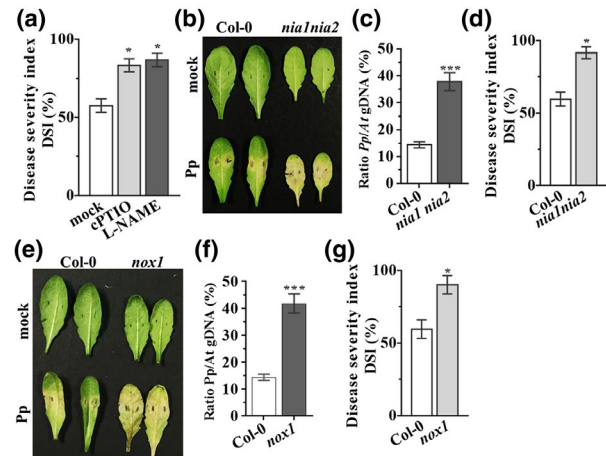 (a)
Disease severity index
DSI (%)
100
50
0
*
*
mock
cPTIO
L-NAME
(b)
Col-0 nia1nia2
mock
Pp
(c)
Ratio Pp/At gDNA (%)
50
40
30
20
10
0
***
Col-0
nia1 nia2
(d)
Disease severity index
DSI (%)
100
50
0
*
Col-0
nia1nia2
(e)
Col-0 nox1
mock
Pp
(f)
Ratio Pp/At gDNA (%)
50
40
30
20
10
0
***
Col-0
nox1
(g)
Disease severity index
DSI (%)
100
50
0
*
Col-0
nox1